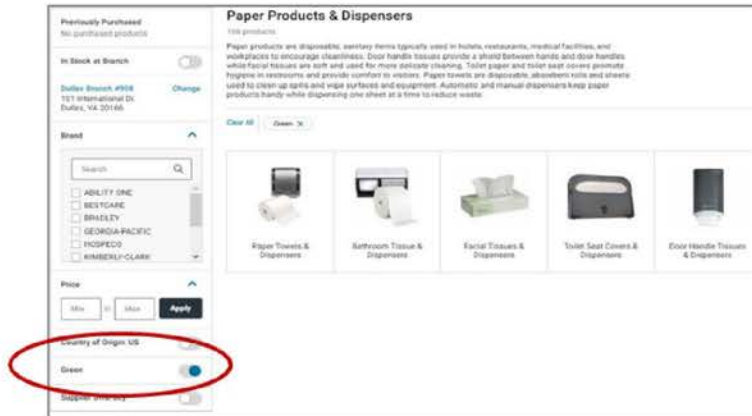 Previously Purchased
No purchased products
In Stock at Branch
Dulles Branch #908 Change
101 International Dr.
Dulles, VA 20166
Brand
Search
ABILITY ONE
BESTCARE
BRADLEY
GEORGIA-PACIFIC
HOSPECO
KIMBERLY-CLARK
Price
Min to Max Apply
Country of Origin: US
Green
Supplier Diversity
Paper Products & Dispensers
products
Paper products are disposable, sanitary items typically used in hotels, restaurants, medical facilities, and
workplaces to encourage cleanliness. Door handle tissues provide a shield between hands and door handles
while facial tissues are soft and used for more delicate cleaning. Toilet paper and toilet seat covers promote
hygiene in restrooms and provide comfort to visitors. Paper towels are disposable, absorbent rolls and sheets
used to clean up spills and wipe surfaces and equipment. Automatic and manual dispensers keep paper
products handy while dispensing one sheet at a time to reduce waste.
Clear All Green X
Paper Towels &
Dispensers
Bathroom Tissue &
Dispensers
Facial Tissues &
Dispensers
Toilet Seat Covers &
Dispensers
Door Handle Tissues
& Dispensers